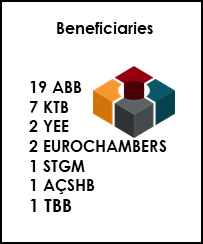 Beneficiaries
19 ABB
7 KTB
2 YEE
2 EUROCHAMBERS
1 STGM
1 AÇSHB
1 TBB